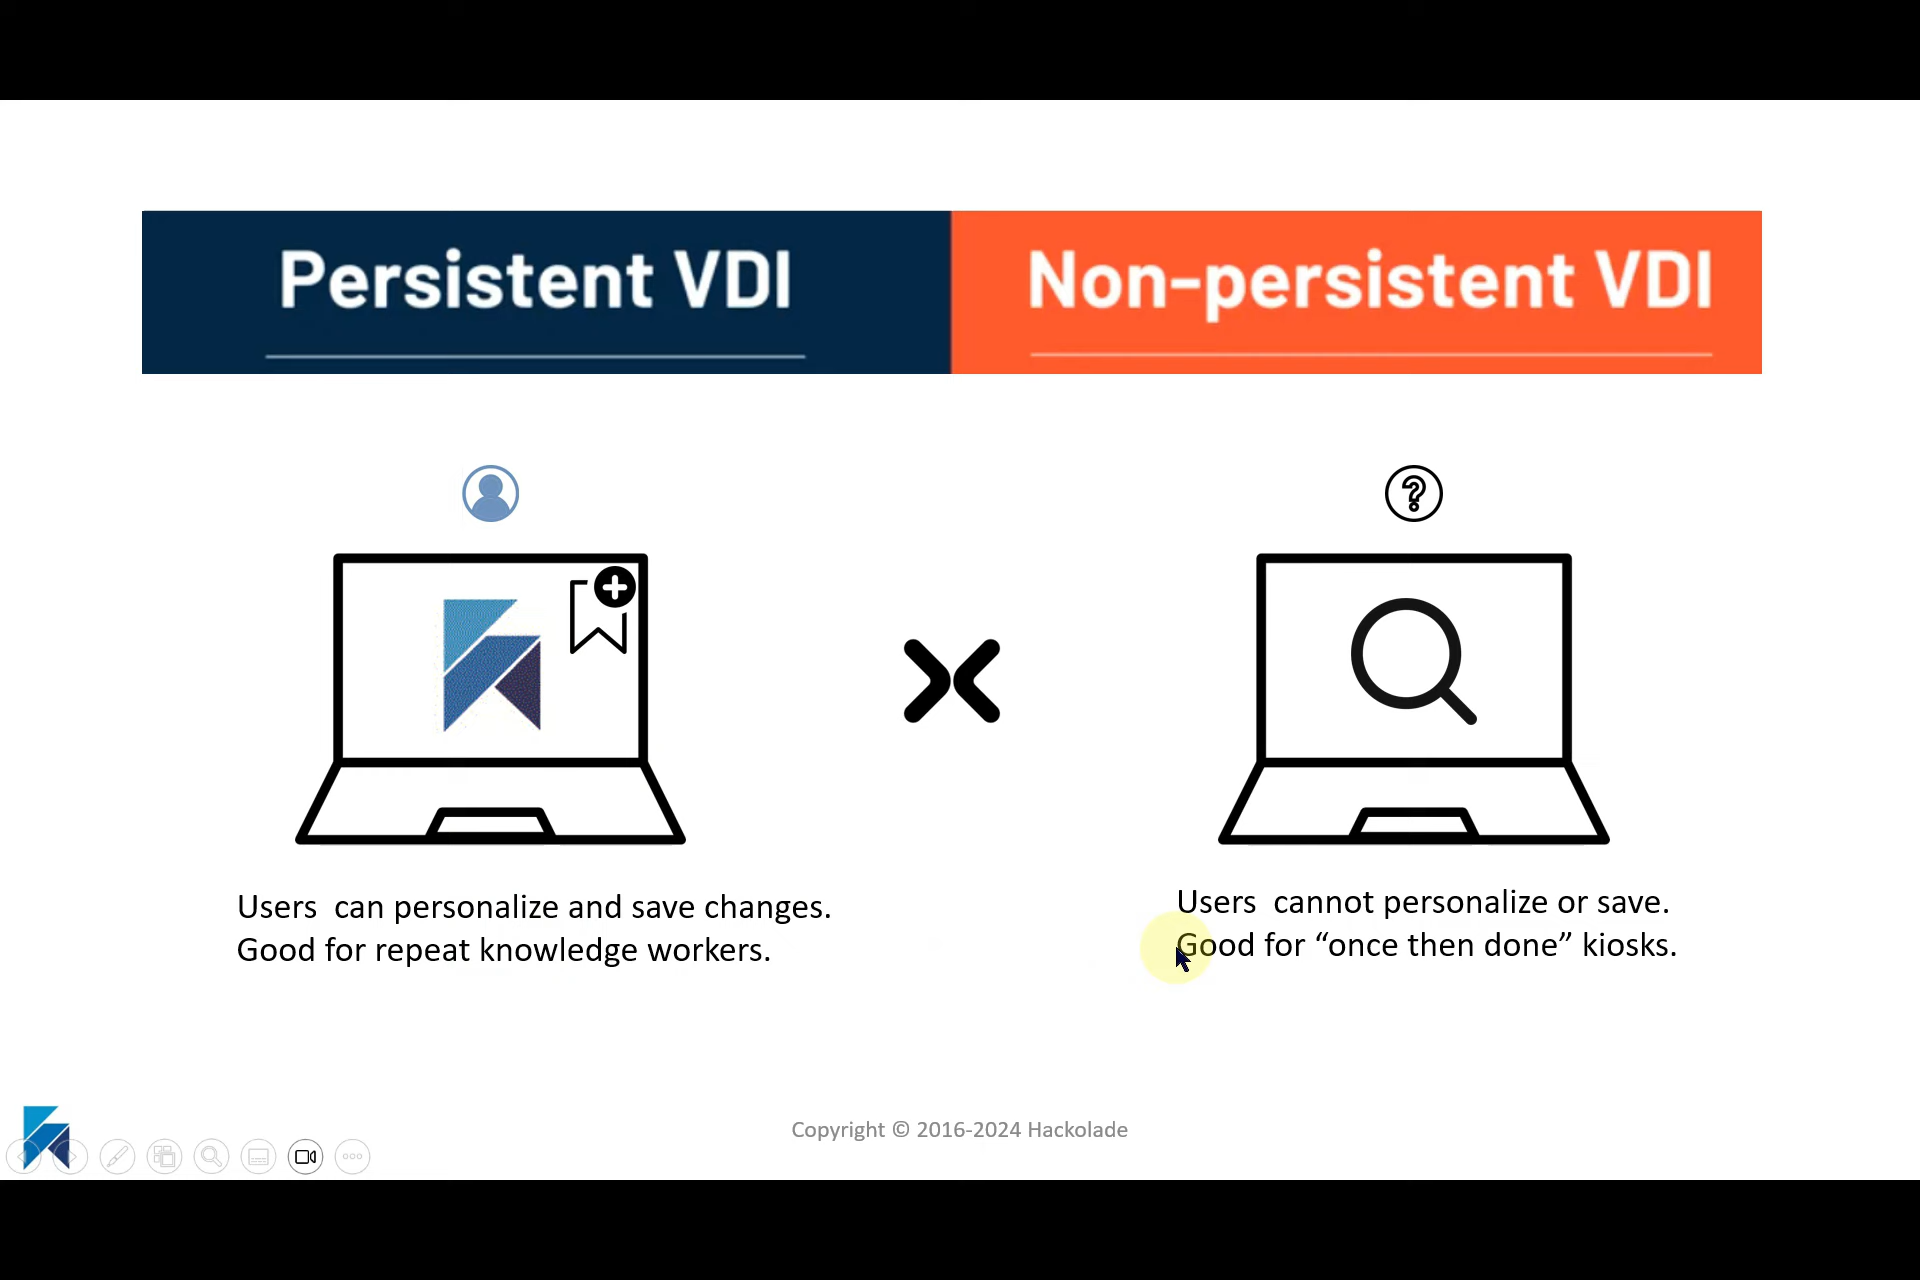 Persistent VDI
Non-persistent VDI
Users  can personalize and save changes.
Good for repeat knowledge workers.
Users  cannot personalize or save.
Good for “once then done” kiosks.
Copyright © 2016-2024 Hackolade